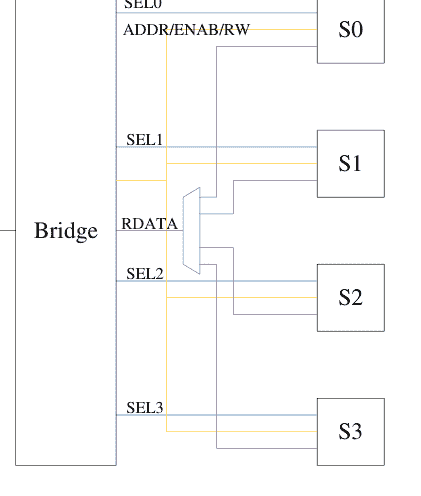 SEL0
ADDR/ENAB/RW
S0
SEL1
S1
Bridge
RDATA
SEL2
S2
SEL3
S3